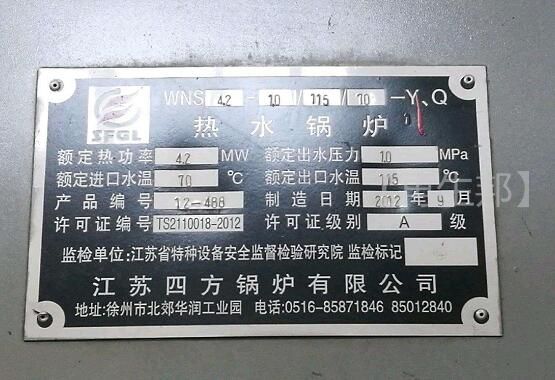 WNS 4.2-1.0/115/70-Y、Q
SFGL
热水锅炉
额定热功率 4.2 MW 额定出水压力 1.0 MPa
额定进口水温 70 ℃ 额定出口水温 115 ℃
产品编号 12-488 制造日期 2012 年 9 月
许可证编号 TS2110018-2012 许可证级别 A 级
监检单位:江苏省特种设备安全监督检验研究院 监检标记
江苏四方锅炉有限公司
地址:徐州市北郊华润工业园 电话:0516-85871846 85012840